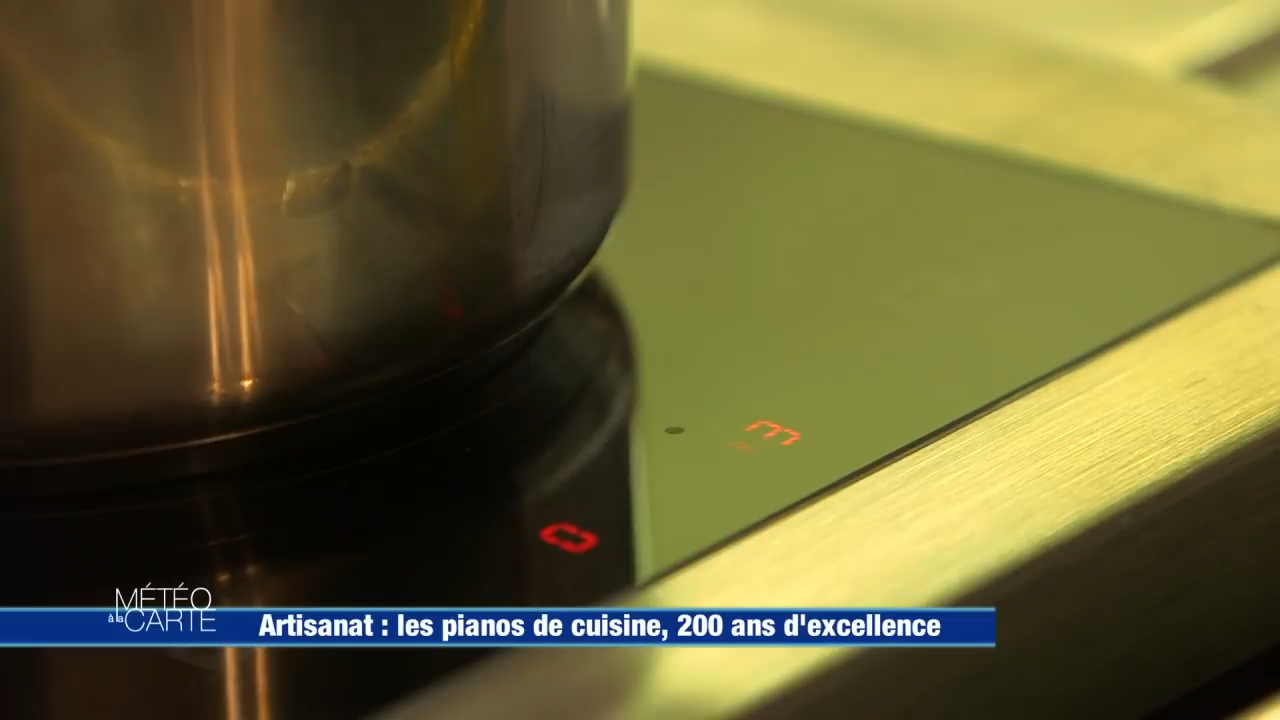 MÉTÉO
à la CARTE
Artisanat : les pianos de cuisine, 200 ans d'excellence